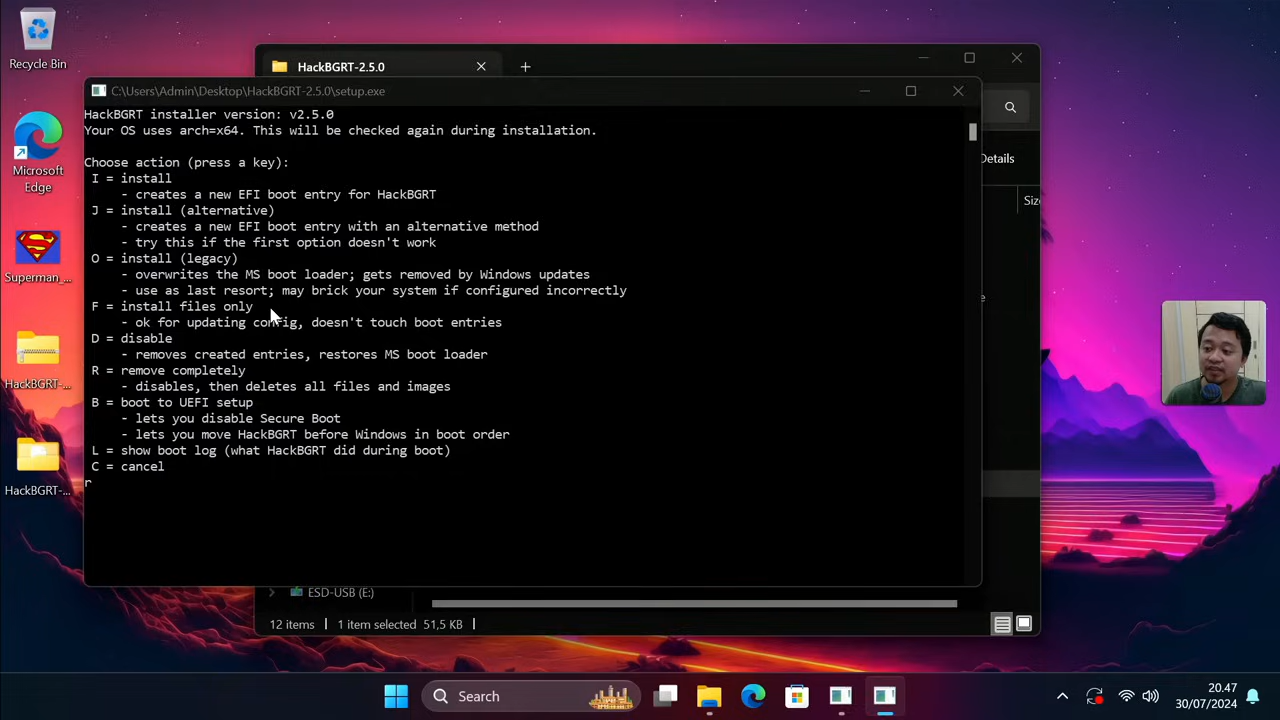 Recycle Bin
Microsoft
Edge
Superman_...
HackBGRT-...
HackBGRT-...
HackBGRT-2.5.0
C:\Users\Admin\Desktop\HackBGRT-2.5.0\setup.exe
HackBGRT installer version: v2.5.0
Your OS uses arch=x64. This will be checked again during installation.
Choose action (press a key):
I = install
- creates a new EFI boot entry for HackBGRT
J = install (alternative)
- creates a new EFI boot entry with an alternative method
- try this if the first option doesn't work
O = install (legacy)
- overwrites the MS boot loader; gets removed by Windows updates
- use as last resort; may brick your system if configured incorrectly
F = install files only
- ok for updating config, doesn't touch boot entries
D = disable
- removes created entries, restores MS boot loader
R = remove completely
- disables, then deletes all files and images
B = boot to UEFI setup
- lets you disable Secure Boot
- lets you move HackBGRT before Windows in boot order
L = show boot log (what HackBGRT did during boot)
C = cancel
r
Details
Siz
ESD-USB (E:)
12 items 1 item selected 51,5 KB
Search
20.47
30/07/2024